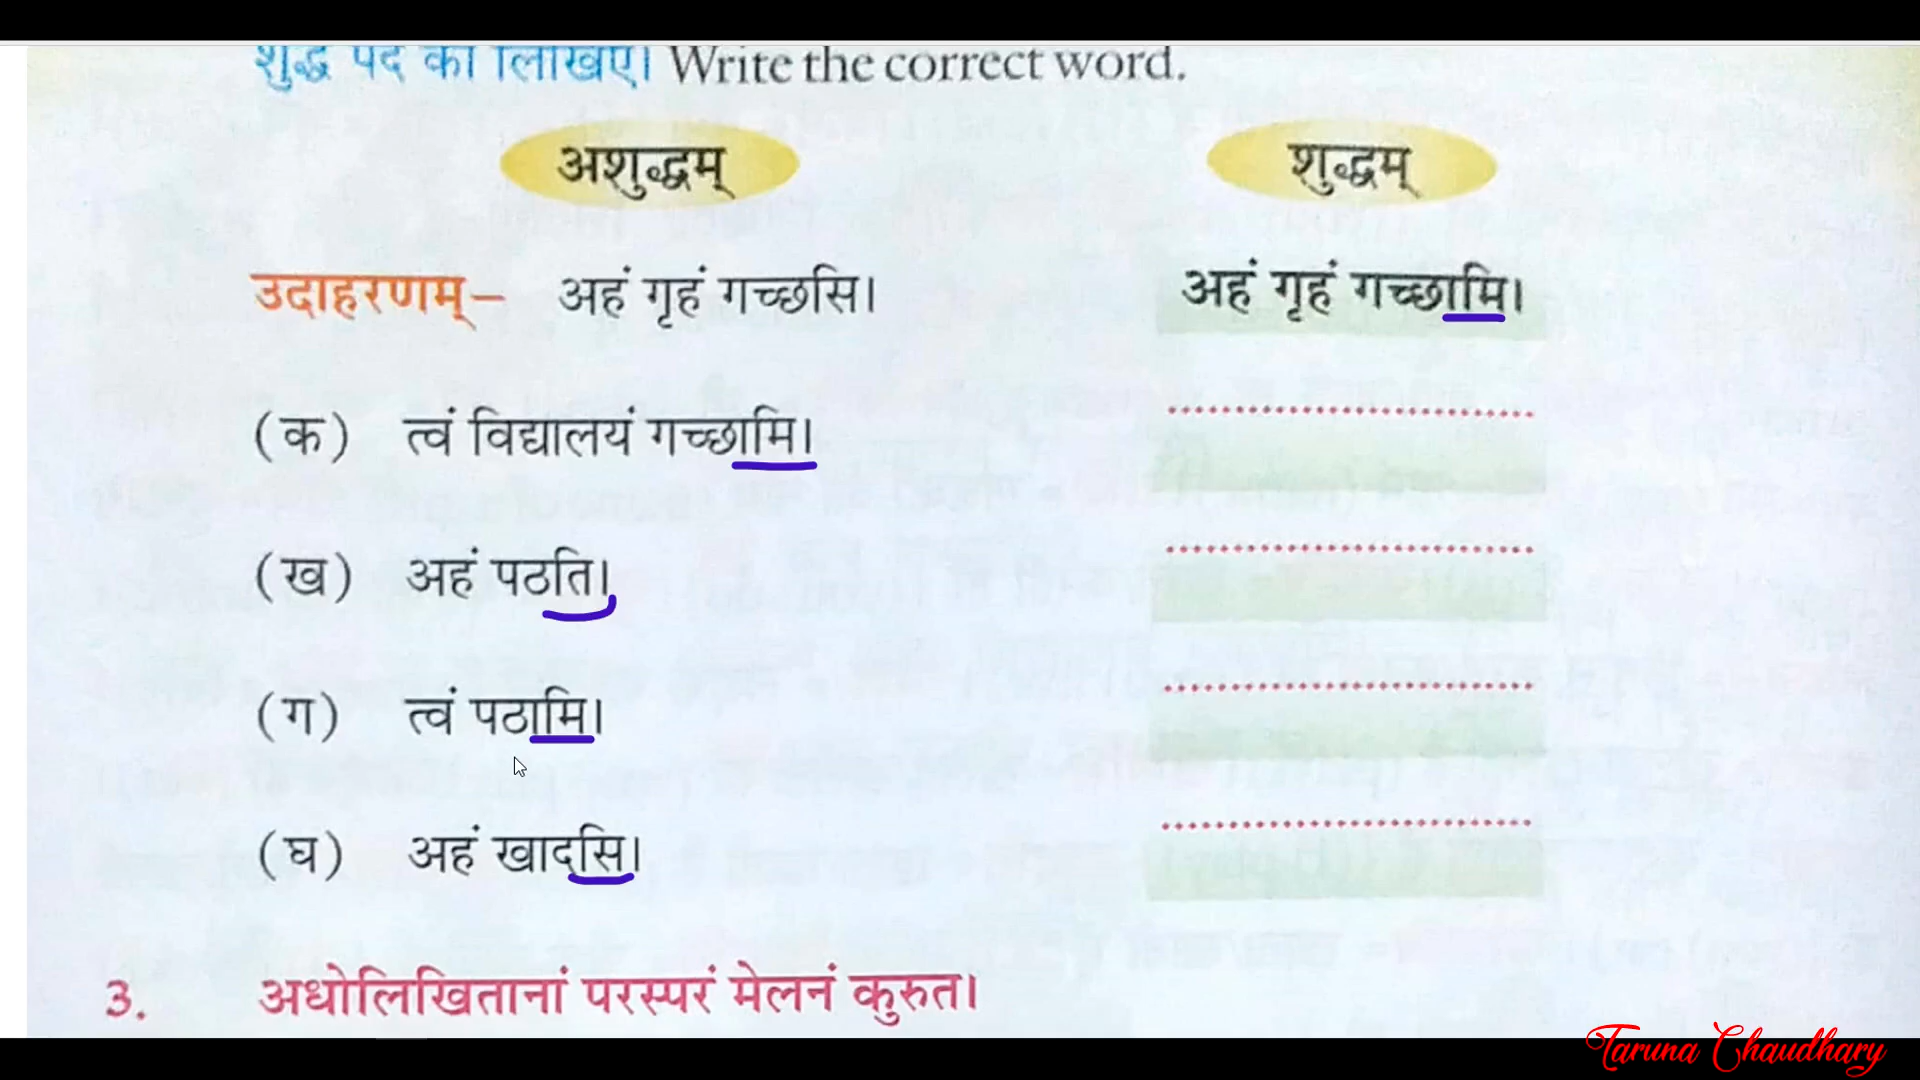 शुद्ध पद को लिखिए। Write the correct word.
अशुद्धम् शुद्धम्
उदाहरणम्– अहं गृहं गच्छसि। अहं गृहं गच्छामि।
(क) त्वं विद्यालयं गच्छामि।
(ख) अहं पठति।
(ग) त्वं पठामि।
(घ) अहं खादसि।
3. अधोलिखितानां परस्परं मेलनं कुरुत।
Taruna Chaudhary